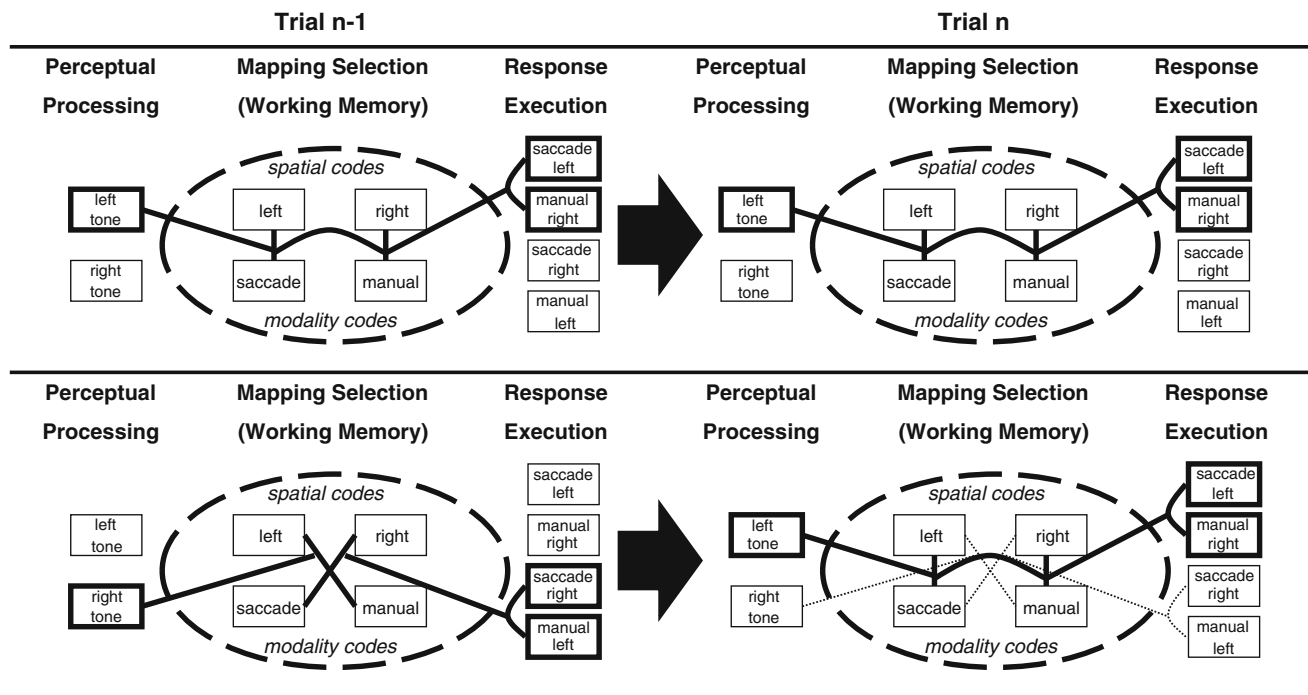 Trial n-1
Trial n
Perceptual Processing
Mapping Selection (Working Memory)
Response Execution
Perceptual Processing
Mapping Selection (Working Memory)
Response Execution
left
tone
right
tone
spatial codes
left
right
saccade
manual
modality codes
saccade
left
manual
right
saccade
right
manual
left
left
tone
right
tone
spatial codes
left
right
saccade
manual
modality codes
saccade
left
manual
right
saccade
right
manual
left
Perceptual Processing
Mapping Selection (Working Memory)
Response Execution
Perceptual Processing
Mapping Selection (Working Memory)
Response Execution
left
tone
right
tone
spatial codes
left
right
saccade
manual
modality codes
saccade
left
manual
right
saccade
right
manual
left
left
tone
right
tone
spatial codes
left
right
saccade
manual
modality codes
saccade
left
manual
right
saccade
right
manual
left